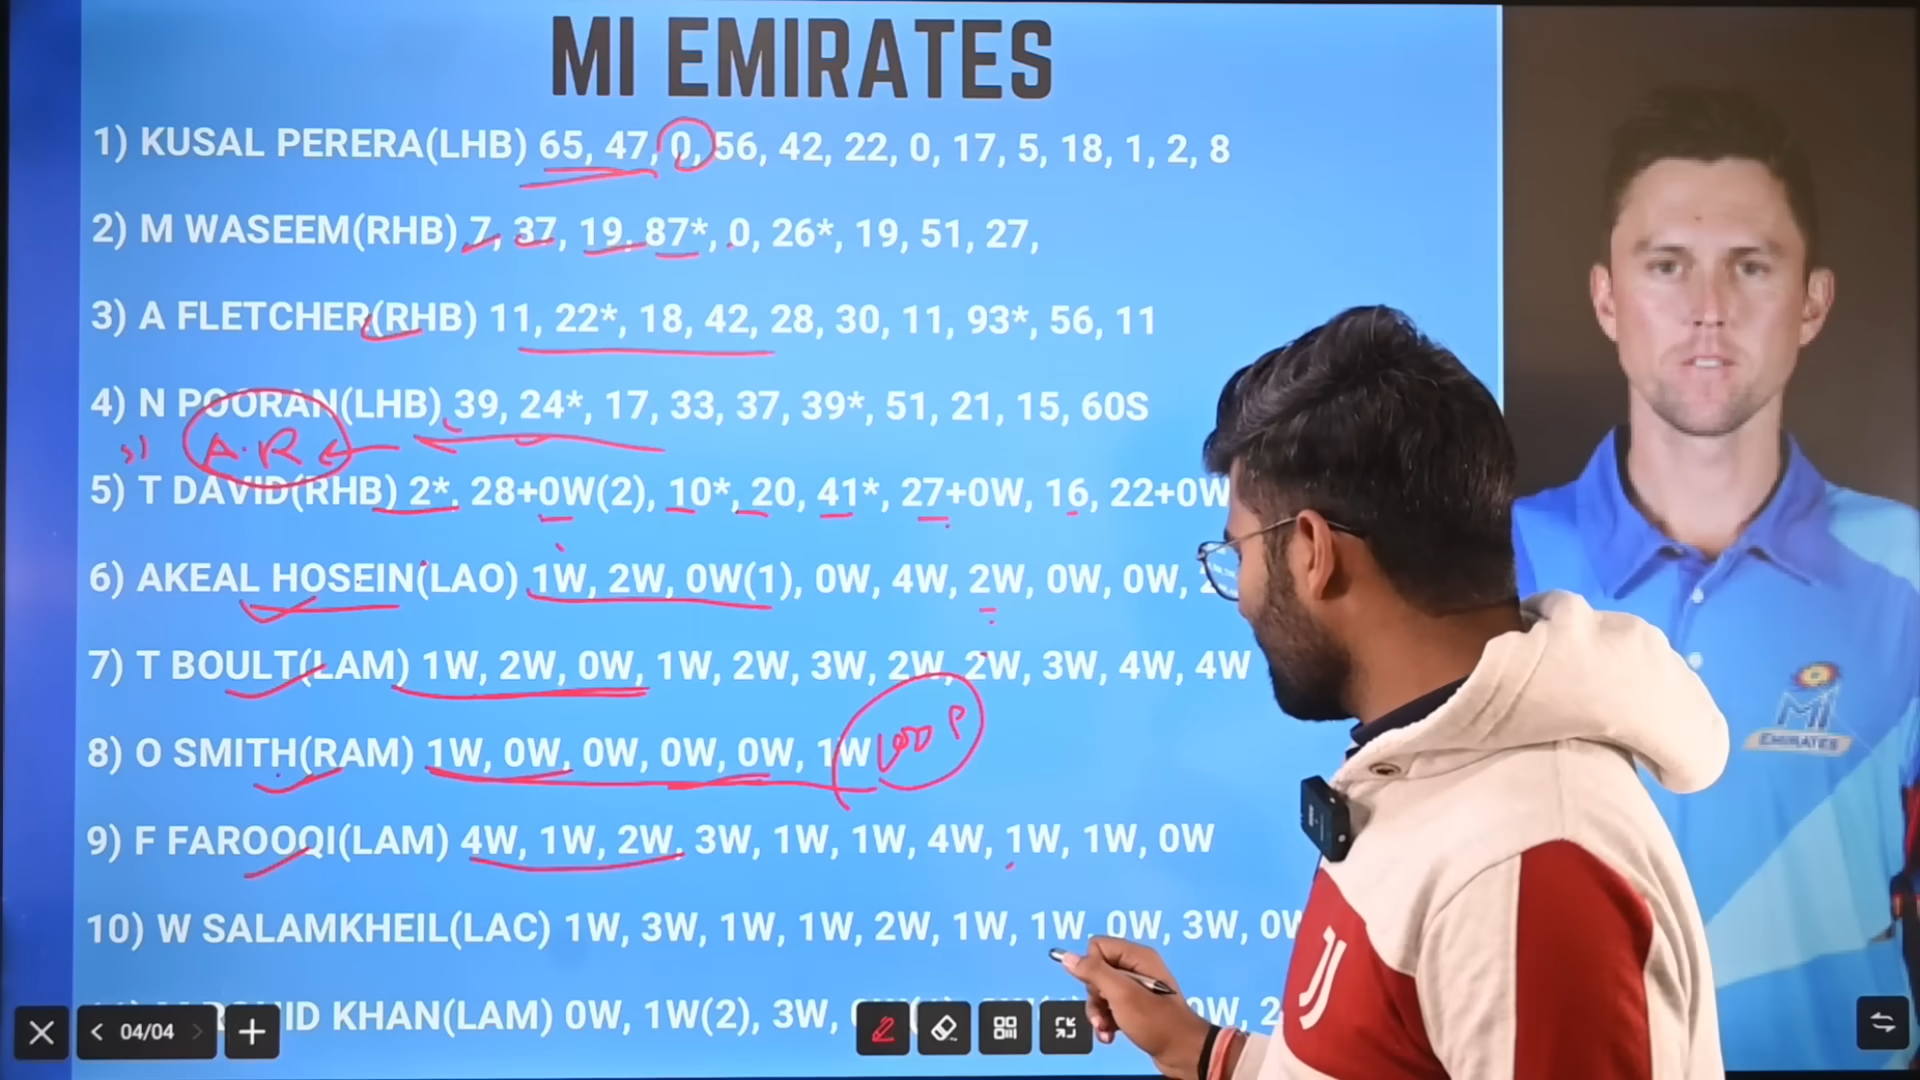 MI EMIRATES
1) KUSAL PERERA(LHB) 65, 47, 0, 56, 42, 22, 0, 17, 5, 18, 1, 2, 8
2) M WASEEM(RHB) 7, 37, 19, 87*, 0, 26*, 19, 51, 27,
3) A FLETCHER(RHB) 11, 22*, 18, 42, 28, 30, 11, 93*, 56, 11
4) N POORAN(LHB) 39, 24*, 17, 33, 37, 39*, 51, 21, 15, 60S
A.R
5) T DAVID(RHB) 2*, 28+0W(2), 10*, 20, 41*, 27+0W, 16, 22+0W
6) AKEAL HOSEIN(LAO) 1W, 2W, 0W(1), 0W, 4W, 2W, 0W, 0W,
7) T BOULT(LAM) 1W, 2W, 0W, 1W, 2W, 3W, 2W, 2W, 3W, 4W, 4W
8) O SMITH(RAM) 1W, 0W, 0W, 0W, 0W, 1W
9) F FAROOQI(LAM) 4W, 1W, 2W, 3W, 1W, 1W, 4W, 1W, 1W, 0W
10) W SALAMKHEIL(LAC) 1W, 3W, 1W, 1W, 2W, 1W, 1W, 0W, 3W, 0W
KHAN(LAM) 0W, 1W(2), 3W,
04/04
MI
EMIRATES